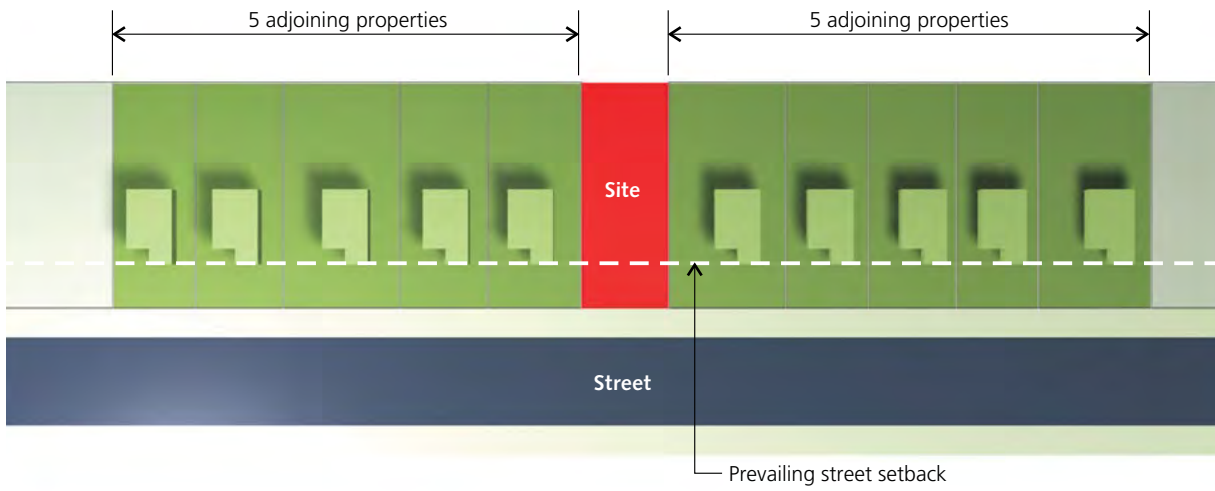 5 adjoining properties
5 adjoining properties
Site
Street
Prevailing street setback